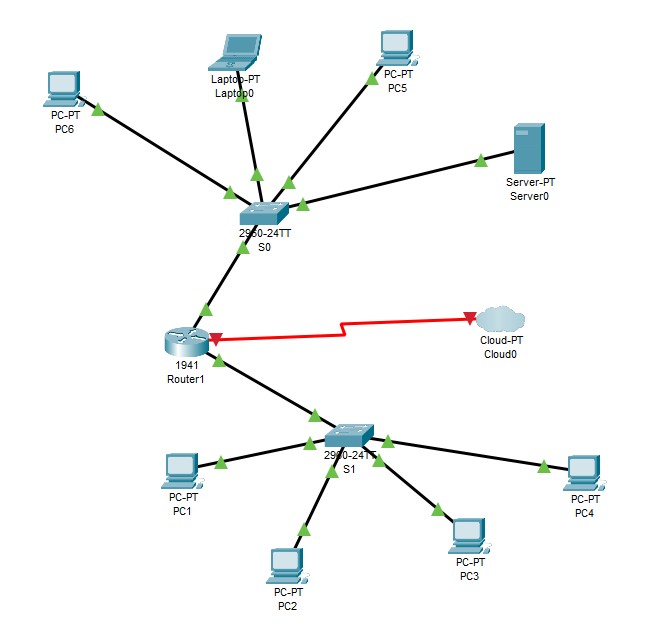 Laptop-PT
Laptop0
PC-PT
PC5
PC-PT
PC6
Server-PT
Server0
2960-24TT
S0
1941
Router1
Cloud-PT
Cloud0
2960-24TT
S1
PC-PT
PC1
PC-PT
PC4
PC-PT
PC3
PC-PT
PC2